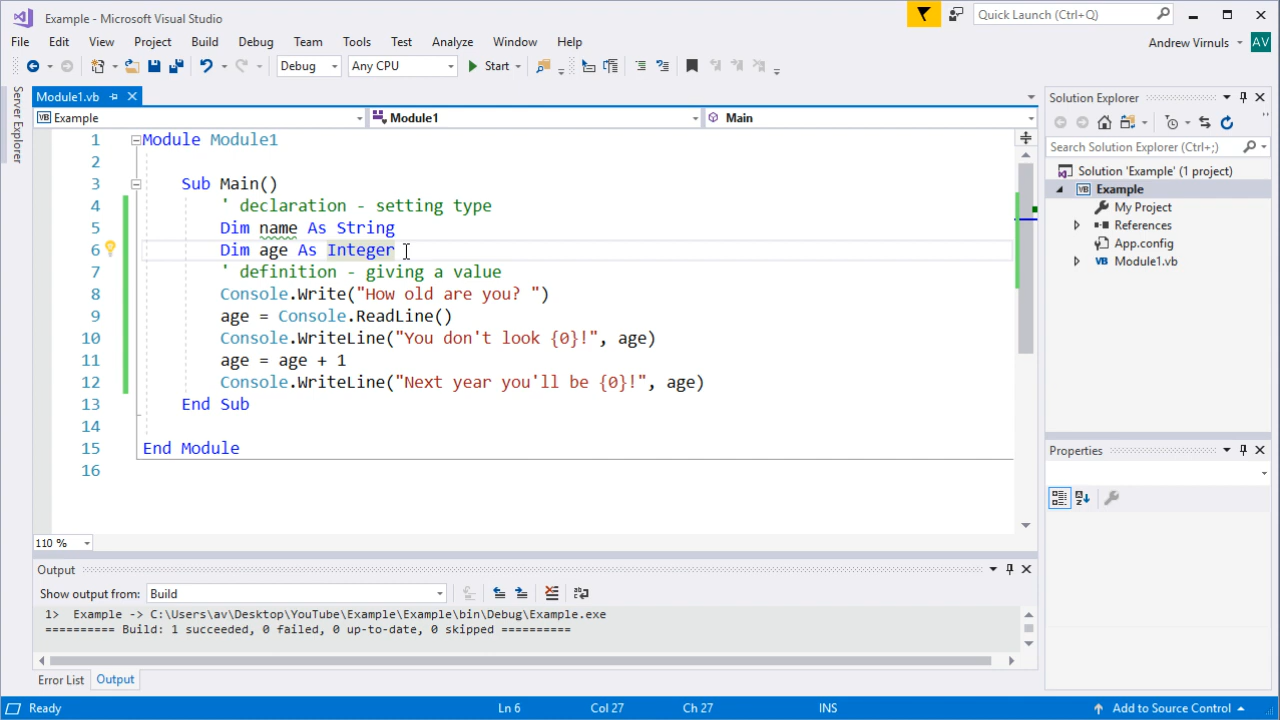 Example - Microsoft Visual Studio
Quick Launch (Ctrl+Q)
File Edit View Project Build Debug Team Tools Test Analyze Window Help
Andrew Virnuls AV
Debug Any CPU Start
Server Explorer
Module1.vb
Example Module1 Main
1 Module Module1
2
3 Sub Main()
4 ' declaration - setting type
5 Dim name As String
6 Dim age As Integer
7 ' definition - giving a value
8 Console.Write("How old are you? ")
9 age = Console.ReadLine()
10 Console.WriteLine("You don't look {0}!", age)
11 age = age + 1
12 Console.WriteLine("Next year you'll be {0}!", age)
13 End Sub
14
15 End Module
16
110 %
Solution Explorer
Search Solution Explorer (Ctrl+;)
Solution 'Example' (1 project)
Example
My Project
References
App.config
Module1.vb
Properties
Output
Show output from: Build
1> Example -> C:\Users\av\Desktop\YouTube\Example\Example\bin\Debug\Example.exe
========== Build: 1 succeeded, 0 failed, 0 up-to-date, 0 skipped ==========
Error List Output
Ready Ln 6 Col 27 Ch 27 INS Add to Source Control